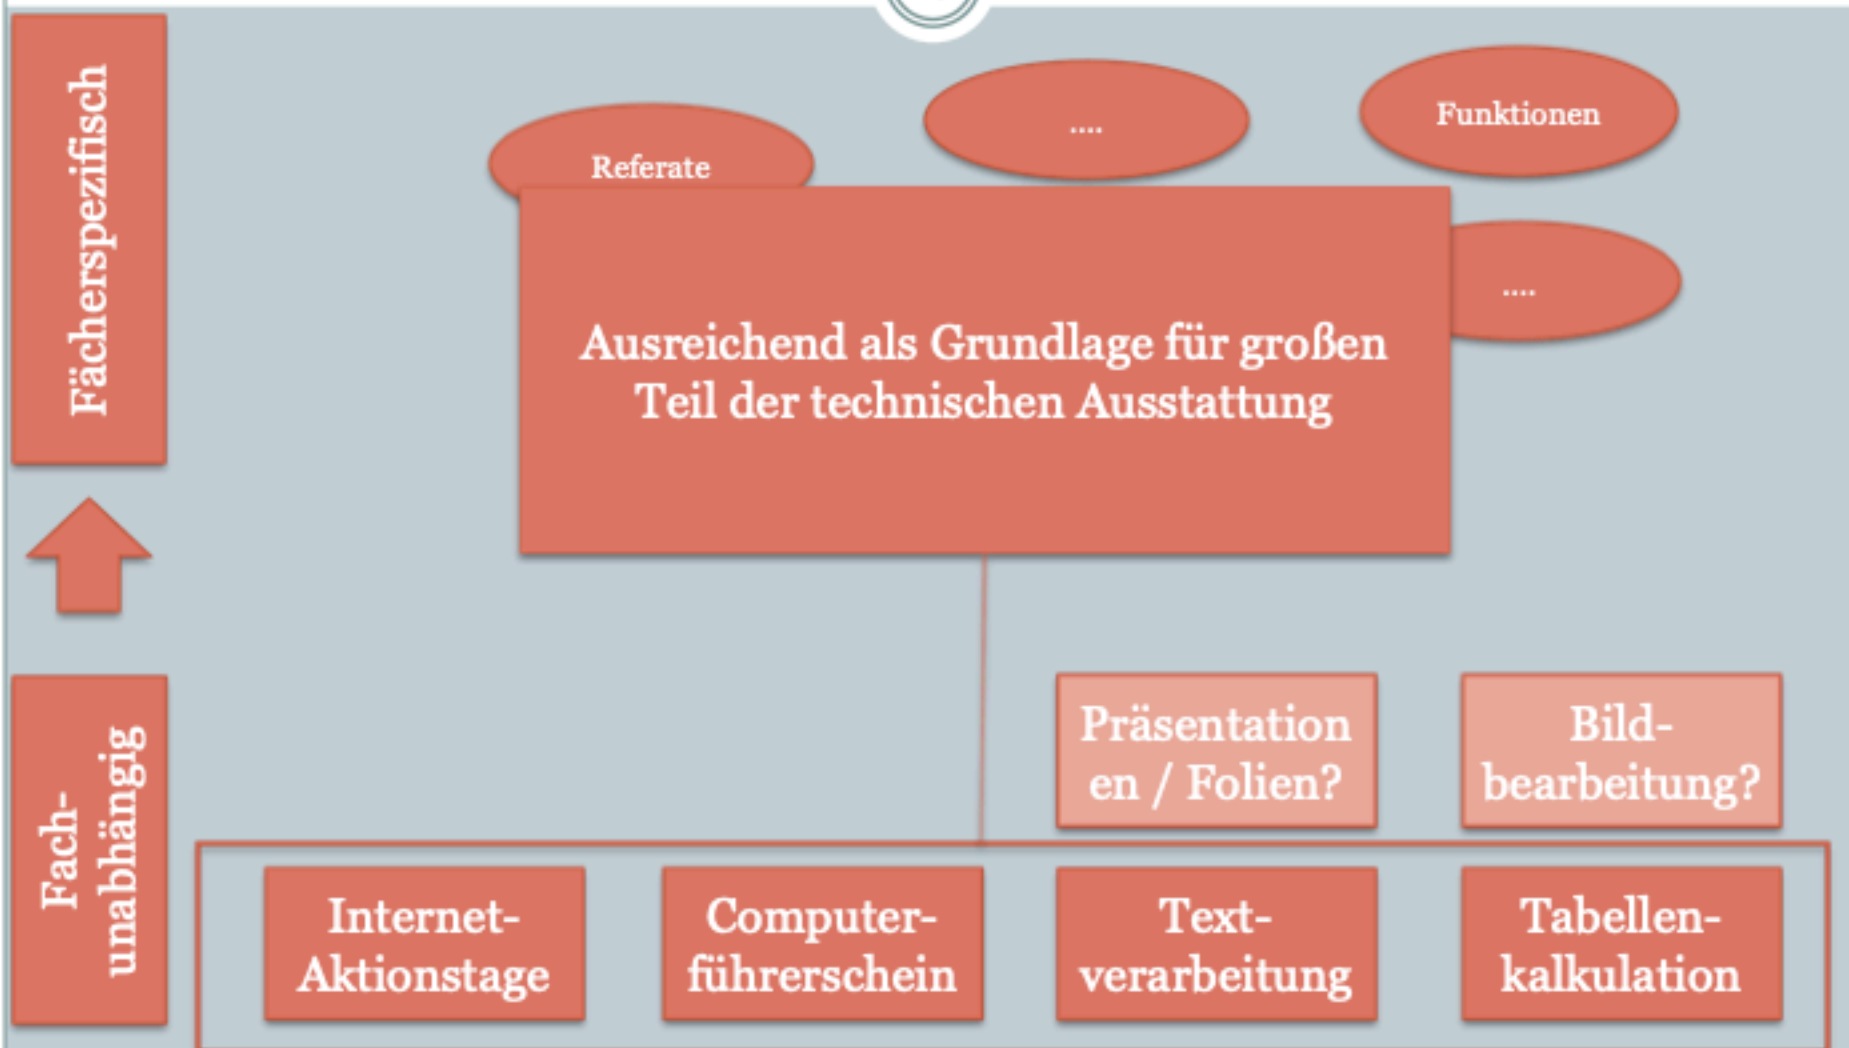 Fächerspezifisch
Referate
....
Funktionen
....
Ausreichend als Grundlage für großen
Teil der technischen Ausstattung
Fach-
unabhängig
Präsentation
en / Folien?
Bild-
bearbeitung?
Internet-
Aktionstage
Computer-
führerschein
Text-
verarbeitung
Tabellen-
kalkulation